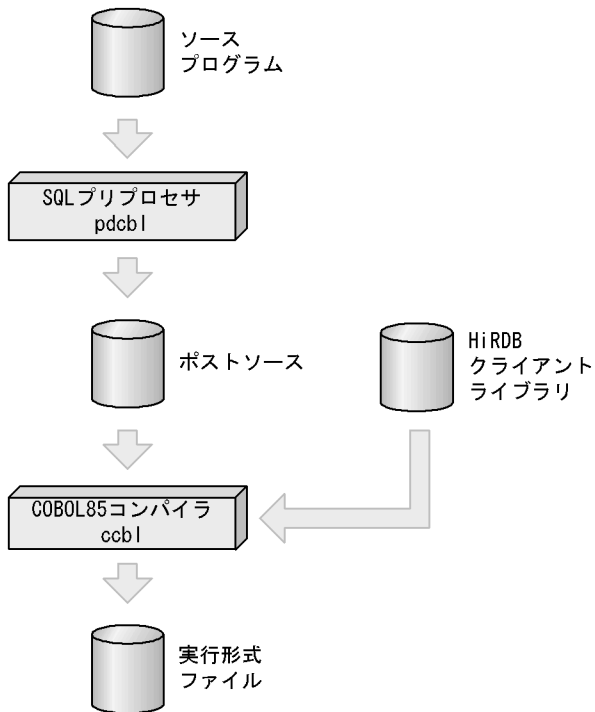 ソース
プログラム
SQLプリプロセサ
pdcbl
ポストソース
HiRDB
クライアント
ライブラリ
COBOL85コンパイラ
ccbl
実行形式
ファイル